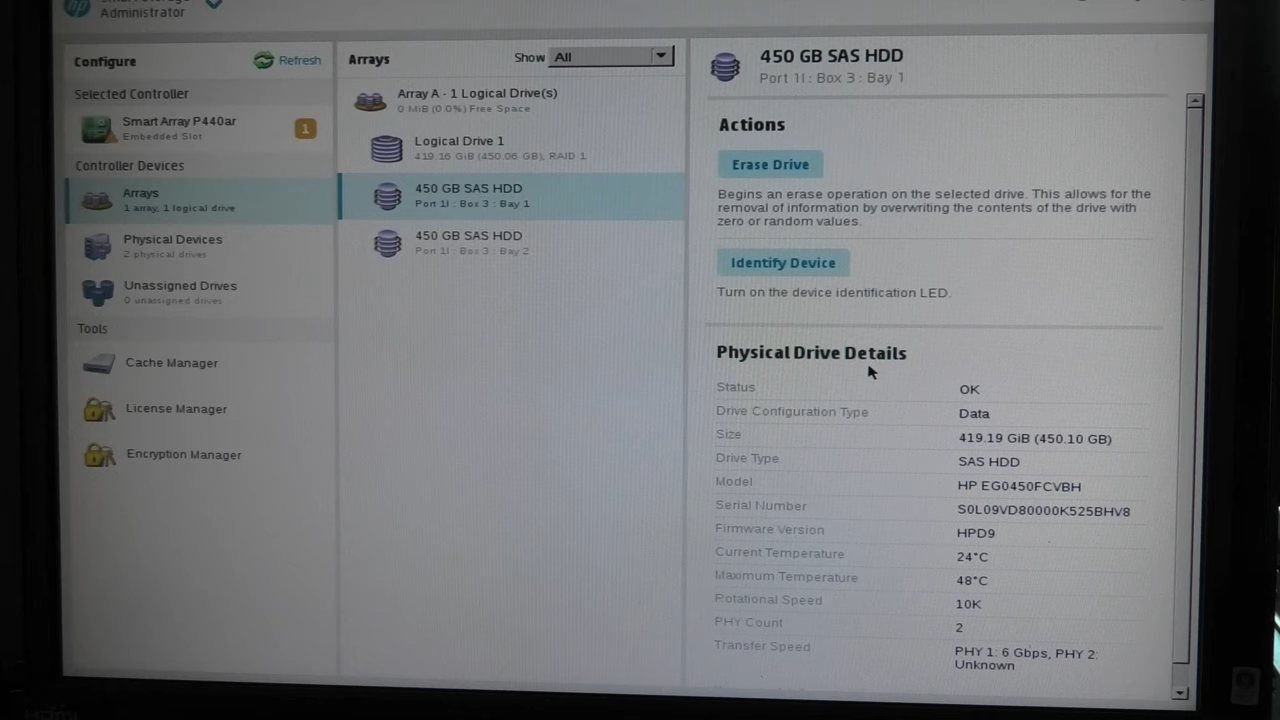 hp
Administrator
Configure
Refresh
Selected Controller
Smart Array P440ar
Embedded Slot
1
Controller Devices
Arrays
1 array, 1 logical drive
Physical Devices
2 physical drives
Unassigned Drives
0 unassigned drives
Tools
Cache Manager
License Manager
Encryption Manager
Arrays
Show All
Array A - 1 Logical Drive(s)
0 MiB (0.0%) Free Space
Logical Drive 1
419.16 GiB (450.06 GB), RAID 1
450 GB SAS HDD
Port 1I : Box 3 : Bay 1
450 GB SAS HDD
Port 1I : Box 3 : Bay 2
450 GB SAS HDD
Port 1I : Box 3 : Bay 1
Actions
Erase Drive
Begins an erase operation on the selected drive. This allows for the
removal of information by overwriting the contents of the drive with
zero or random values.
Identify Device
Turn on the device identification LED.
Physical Drive Details
Status OK
Drive Configuration Type Data
Size 419.19 GiB (450.10 GB)
Drive Type SAS HDD
Model HP EG0450FCVBH
Serial Number S0L09VD80000K525BHV8
Firmware Version HPD9
Current Temperature 24°C
Maximum Temperature 48°C
Rotational Speed 10K
PHY Count 2
Transfer Speed PHY 1: 6 Gbps, PHY 2:
Unknown